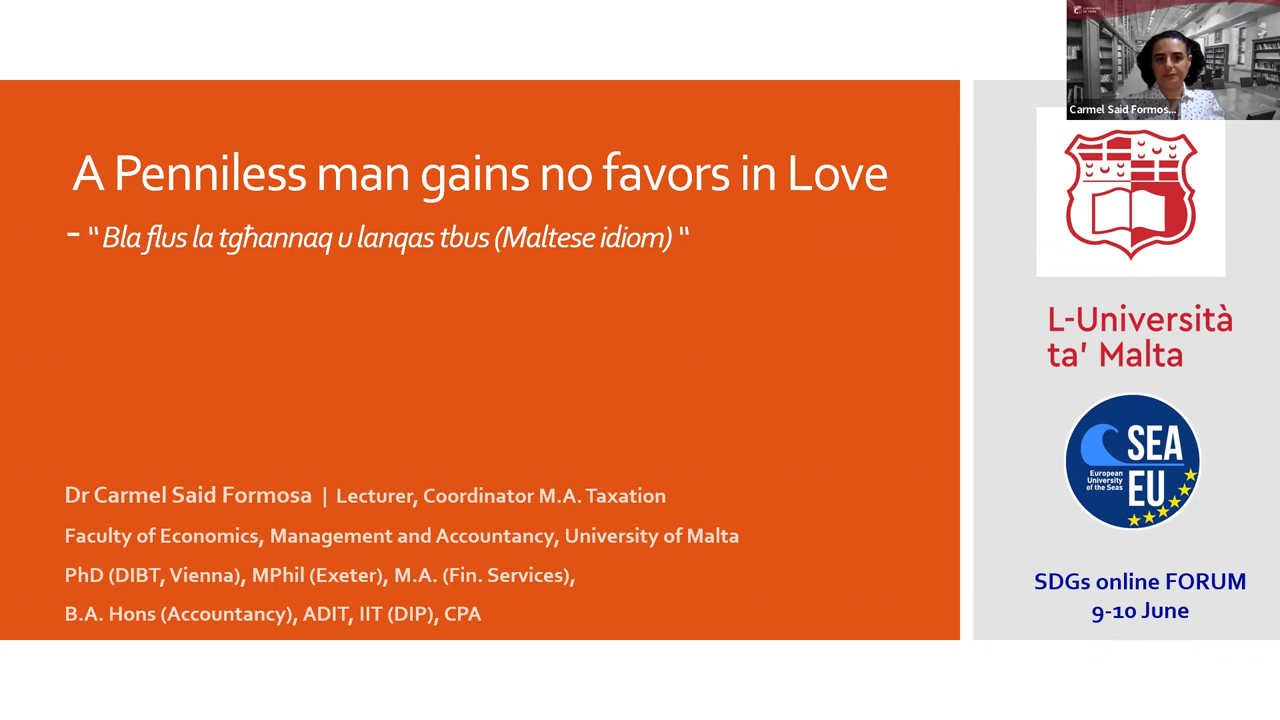 A Penniless man gains no favors in Love
- "Bla flus la tgħannaq u lanqas tbus (Maltese idiom) "
Dr Carmel Said Formosa | Lecturer, Coordinator M.A. Taxation
Faculty of Economics, Management and Accountancy, University of Malta
PhD (DIBT, Vienna), MPhil (Exeter), M.A. (Fin. Services),
B.A. Hons (Accountancy), ADIT, IIT (DIP), CPA
Carmel Said Formos...
L-Università
ta' Malta
SEA
EU
European
University
of the Seas
SDGs online FORUM
9-10 June